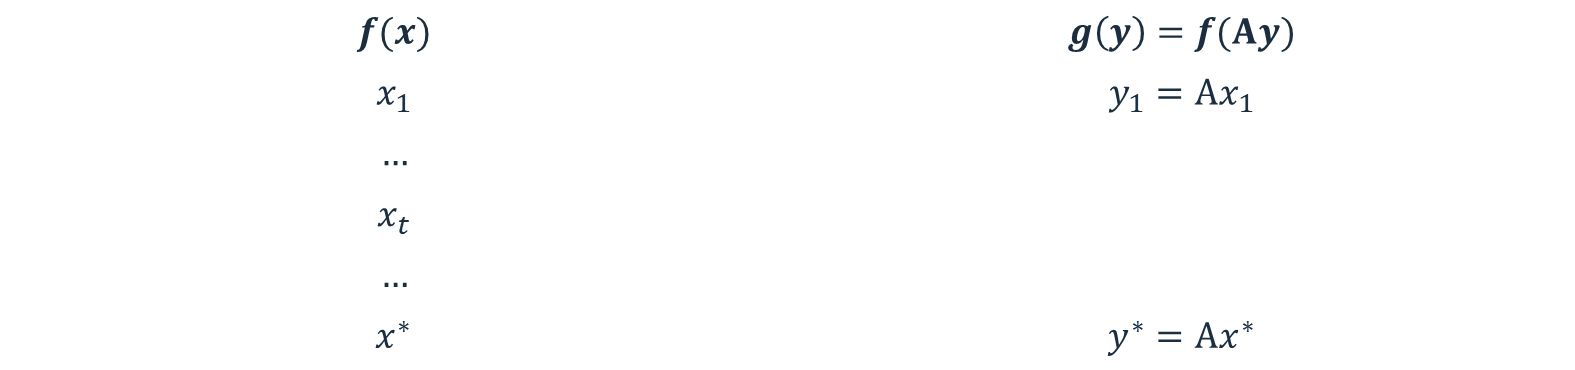 f(x) g(y) = f(Ay)
x₁ y₁ = Ax₁
...
xₜ
...
x* y* = Ax*